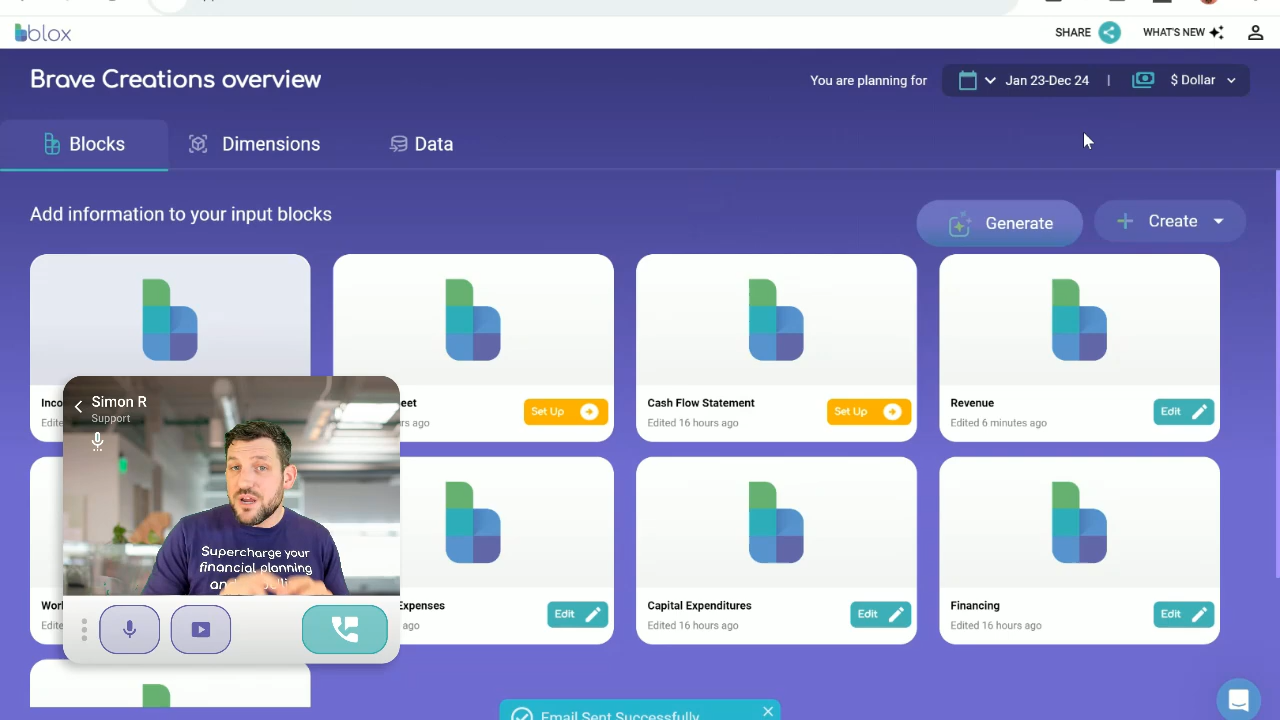 blox
SHARE
WHAT'S NEW
Brave Creations overview
You are planning for
Jan 23-Dec 24
$ Dollar
Blocks
Dimensions
Data
Add information to your input blocks
Generate
Create
Inco
Edited
eet
rs ago
Set Up
Cash Flow Statement
Edited 16 hours ago
Set Up
Revenue
Edited 6 minutes ago
Edit
Simon R
Support
Supercharge your
financial planning
Work
Edited
Expenses
ago
Edit
Capital Expenditures
Edited 16 hours ago
Edit
Financing
Edited 16 hours ago
Edit
Email Sent Successfully